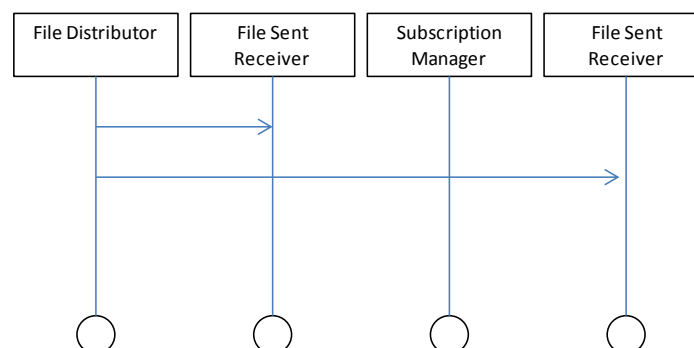 File Distributor
File Sent
Receiver
Subscription
Manager
File Sent
Receiver